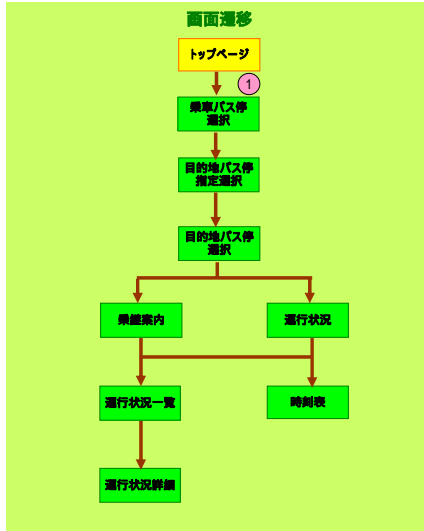 画面遷移
トップページ
1
乗車バス停
選択
目的地バス停
指定選択
目的地バス停
選択
乗継案内
運行状況
運行状況一覧
時刻表
運行状況詳細